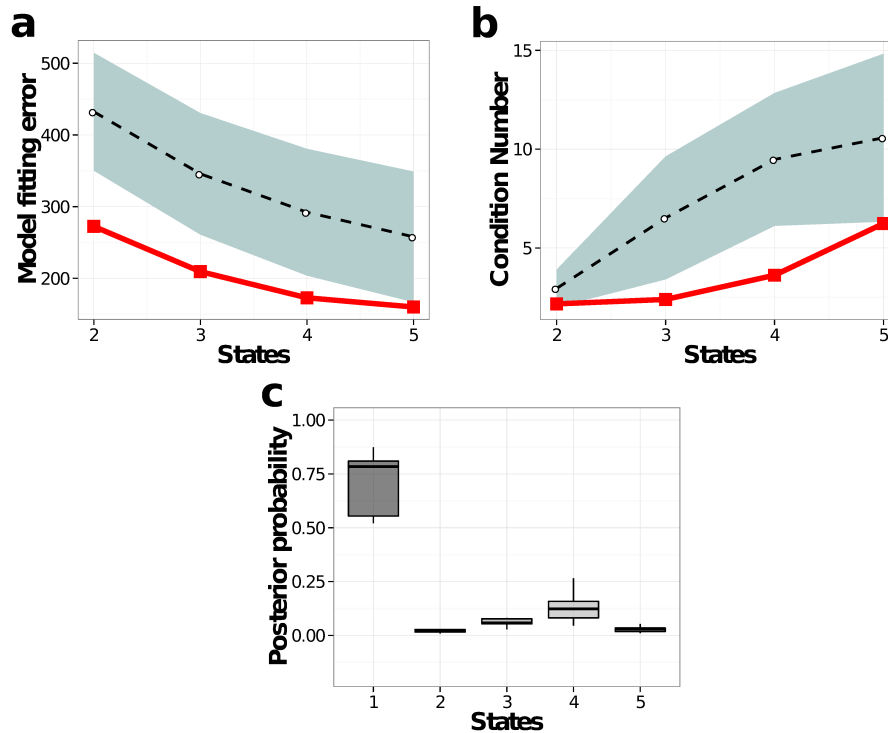 a
Model fitting error
500
400
300
200
2 3 4 5
States
b
Condition Number
15
10
5
2 3 4 5
States
c
Posterior probability
1.00
0.75
0.50
0.25
0.00
1 2 3 4 5
States